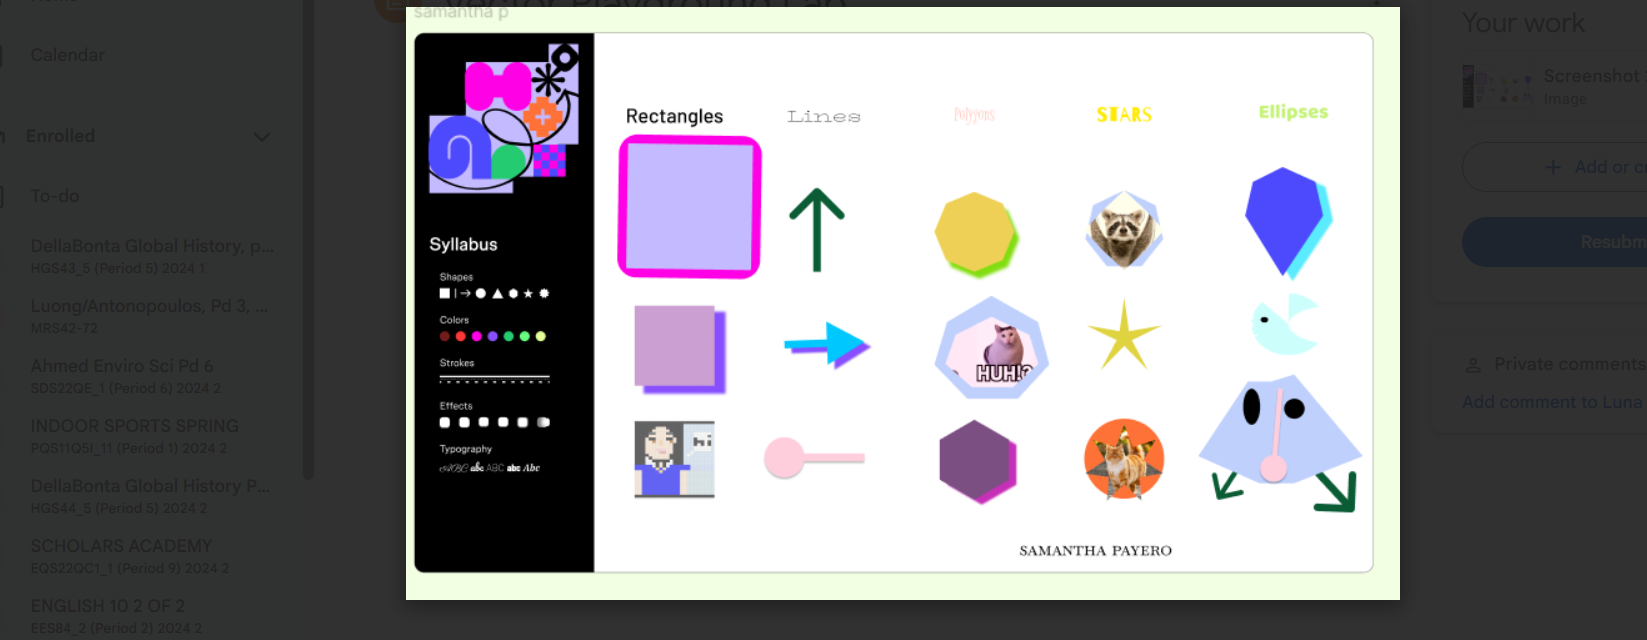 Calendar
Enrolled
To-do
DellaBonta Global History, p...
HGS43_5 (Period 5) 2024 1
Luong/Antonopoulos, Pd 3, ...
MRS42-72
Ahmed Enviro Sci Pd 6
SDS22QE_1 (Period 6) 2024 2
INDOOR SPORTS SPRING
PQS11Q5I_11 (Period 1) 2024 2
DellaBonta Global History P...
HGS44_5 (Period 5) 2024 2
SCHOLARS ACADEMY
EQS22QC1_1 (Period 9) 2024 2
ENGLISH 10 2 OF 2
EES84_2 (Period 2) 2024 2
samantha p
Syllabus
Shapes
Colors
Strokes
Effects
Typography
ABC abc ABC abc Abc
Rectangles
Lines
Polygons
STARS
Ellipses
HUH!?
hi
SAMANTHA PAYERO
Your work
Screenshot
Image
Add or c
Resubm
Private comments
Add comment to Luna